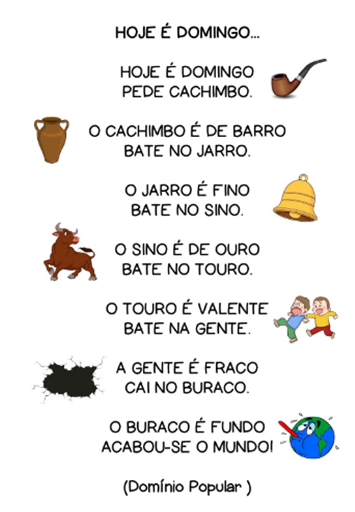 HOJE É DOMINGO...
HOJE É DOMINGO
PEDE CACHIMBO.
O CACHIMBO É DE BARRO
BATE NO JARRO.
O JARRO É FINO
BATE NO SINO.
O SINO É DE OURO
BATE NO TOURO.
O TOURO É VALENTE
BATE NA GENTE.
A GENTE É FRACO
CAI NO BURACO.
O BURACO É FUNDO
ACABOU-SE O MUNDO!
(Domínio Popular )